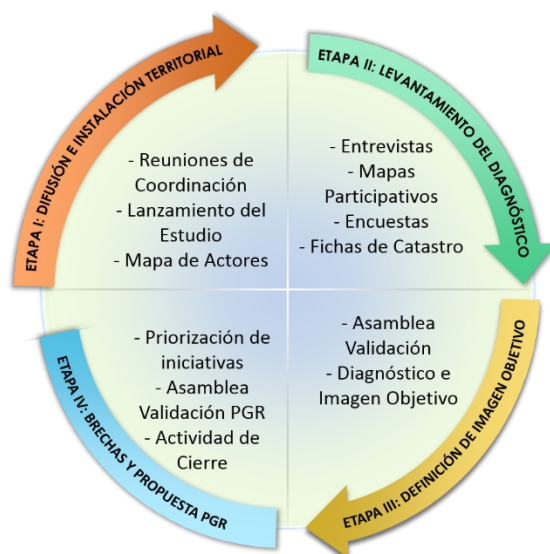 ETAPA I: DIFUSIÓN E INSTALACIÓN TERRITORIAL
- Reuniones de
Coordinación
- Lanzamiento del
Estudio
- Mapa de Actores
ETAPA II: LEVANTAMIENTO DEL DIAGNÓSTICO
- Entrevistas
- Mapas
Participativos
- Encuestas
- Fichas de Catastro
ETAPA III: DEFINICIÓN DE IMAGEN OBJETIVO
- Asamblea
Validación
- Diagnóstico e
Imagen Objetivo
ETAPA IV: BRECHAS Y PROPUESTA PGR
- Priorización de
iniciativas
- Asamblea
Validación PGR
- Actividad de
Cierre